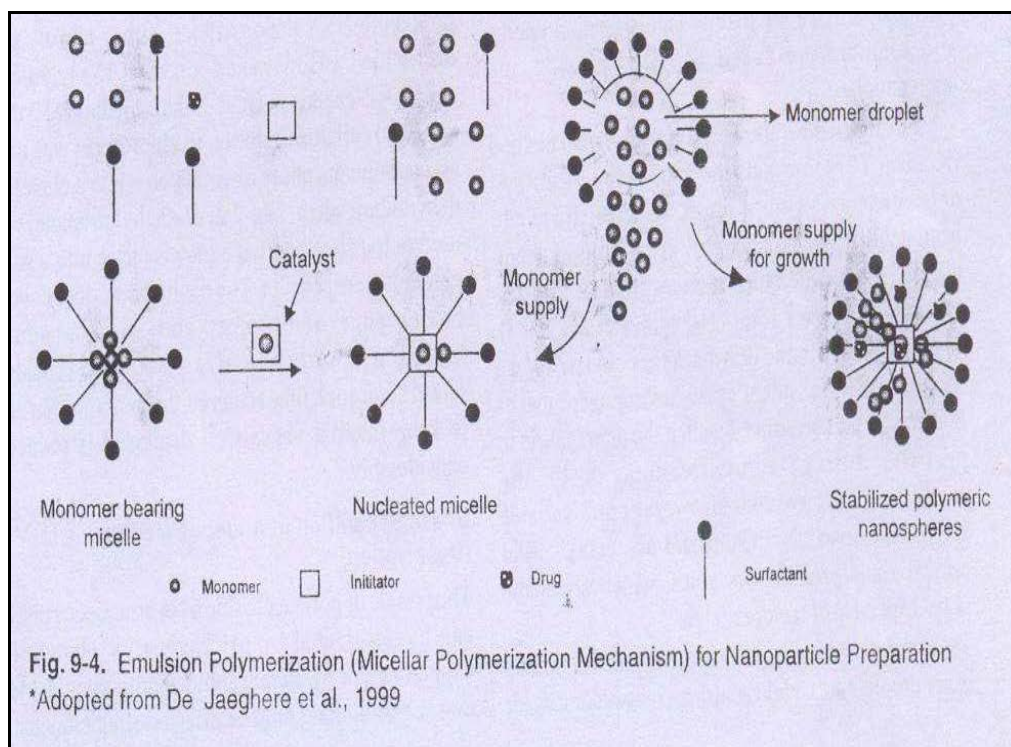 Monomer droplet
Monomer supply
for growth
Catalyst
Monomer
supply
Monomer bearing
micelle
Nucleated micelle
Stabilized polymeric
nanospheres
Monomer
Inititator
Drug
Surfactant
Fig. 9-4. Emulsion Polymerization (Micellar Polymerization Mechanism) for Nanoparticle Preparation
*Adopted from De Jaeghere et al., 1999